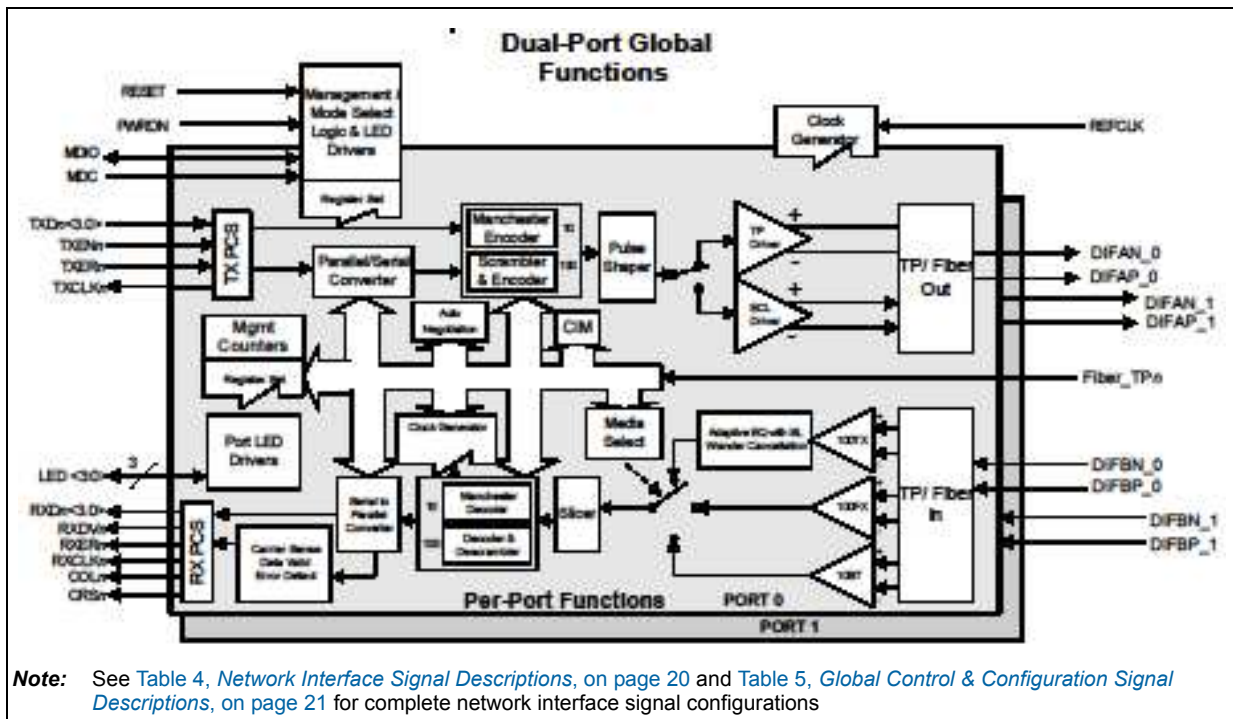 Dual-Port Global
Functions
RESET
PWRDN
MDIO
MDC
Management /
Mode Select
Logic & LED
Drivers
Register Set
Clock
Generator
REFCLK
TXDn<3:0>
TXENn
TXERn
TXCLKn
TX PCS
Parallel/Serial
Converter
Manchester
Encoder
10
Scrambler
& Encoder
100
Pulse
Shaper
TP
Driver
+
-
ECL
Driver
+
-
TP/ Fiber
Out
DIFAN_0
DIFAP_0
DIFAN_1
DIFAP_1
Auto
Negotiation
CIM
Mgmt
Counters
Register Set
Fiber_TPn
Clock Generator
Media
Select
Adaptive EQ with BL
Wander Cancellation
100TX
100FX
10BT
TP/ Fiber
In
DIFBN_0
DIFBP_0
DIFBN_1
DIFBP_1
Port LED
Drivers
LED <3:0>
3
RXDn<3:0>
RXDVn
RXERn
RXCLKn
COLn
CRSn
RX PCS
Carrier Sense
Data Valid
Error Detect
Serial to
Parallel
Converter
10
Manchester
Decoder
100
Decoder &
Descrambler
Slicer
Per-Port Functions
PORT 0
PORT 1
Note: See Table 4, Network Interface Signal Descriptions, on page 20 and Table 5, Global Control & Configuration Signal
Descriptions, on page 21 for complete network interface signal configurations